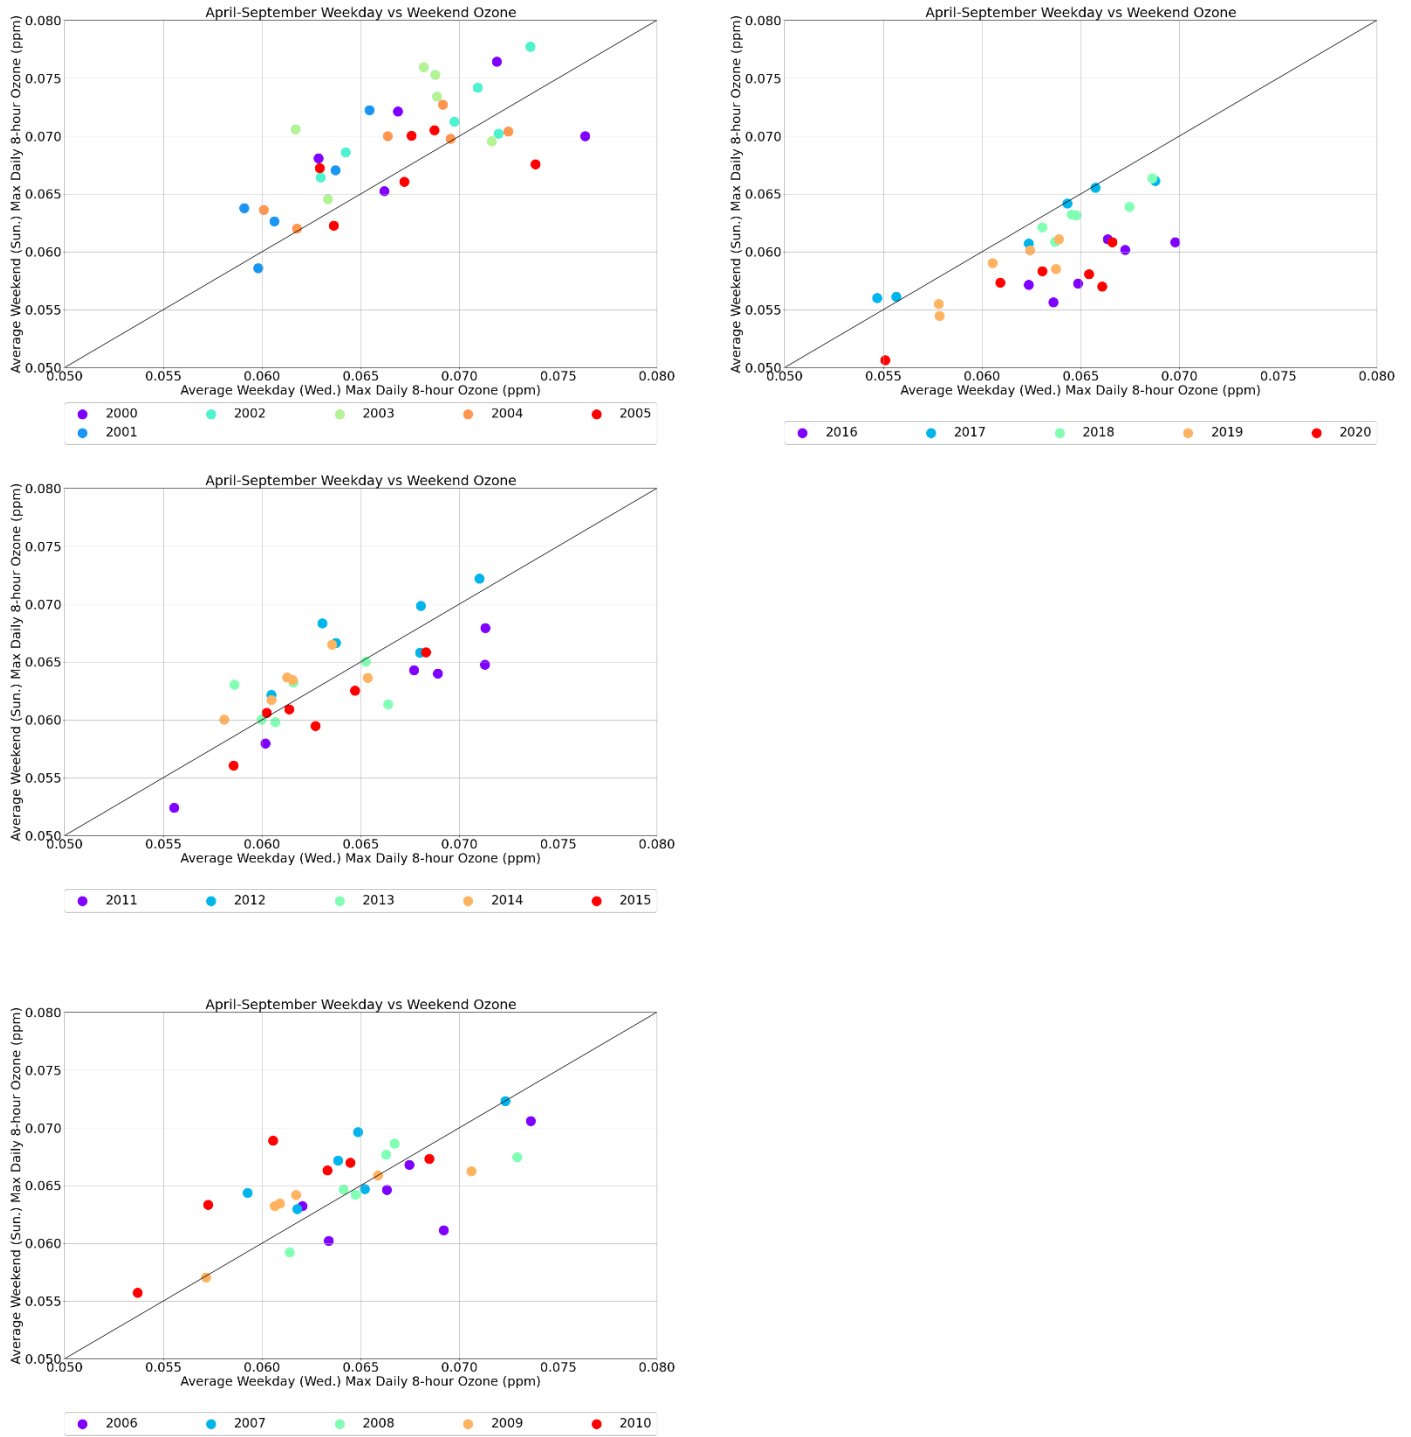 April-September Weekday vs Weekend Ozone
Average Weekend (Sun.) Max Daily 8-hour Ozone (ppm)
0.080
0.075
0.070
0.065
0.060
0.055
0.050
0.050 0.055 0.060 0.065 0.070 0.075 0.080
Average Weekday (Wed.) Max Daily 8-hour Ozone (ppm)
2000 2002 2003 2004 2005
2001
April-September Weekday vs Weekend Ozone
Average Weekend (Sun.) Max Daily 8-hour Ozone (ppm)
0.080
0.075
0.070
0.065
0.060
0.055
0.050
0.050 0.055 0.060 0.065 0.070 0.075 0.080
Average Weekday (Wed.) Max Daily 8-hour Ozone (ppm)
2016 2017 2018 2019 2020
April-September Weekday vs Weekend Ozone
Average Weekend (Sun.) Max Daily 8-hour Ozone (ppm)
0.080
0.075
0.070
0.065
0.060
0.055
0.050
0.050 0.055 0.060 0.065 0.070 0.075 0.080
Average Weekday (Wed.) Max Daily 8-hour Ozone (ppm)
2011 2012 2013 2014 2015
April-September Weekday vs Weekend Ozone
Average Weekend (Sun.) Max Daily 8-hour Ozone (ppm)
0.080
0.075
0.070
0.065
0.060
0.055
0.050
0.050 0.055 0.060 0.065 0.070 0.075 0.080
Average Weekday (Wed.) Max Daily 8-hour Ozone (ppm)
2006 2007 2008 2009 2010